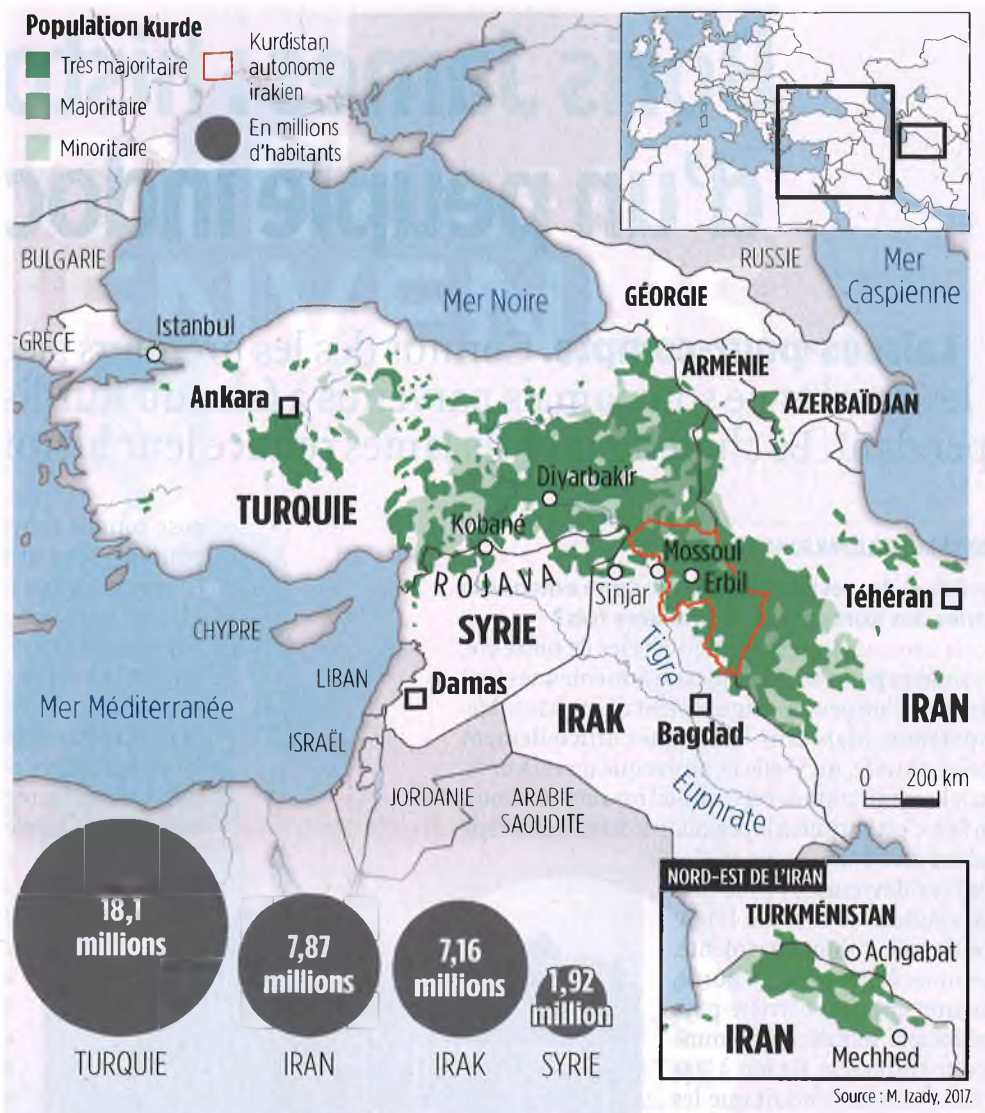 Population kurde
Très majoritaire
Majoritaire
Minoritaire
Kurdistan
autonome
irakien
En millions
d'habitants
BULGARIE
RUSSIE
Mer
Caspienne
Mer Noire
GÉORGIE
GRÈCE
Istanbul
ARMÉNIE
Ankara
AZERBAÏDJAN
TURQUIE
Diyarbakir
Kobané
Mossoul
Erbil
Sinjar
ROJAVA
Téhéran
CHYPRE
SYRIE
Tigre
LIBAN
Damas
Mer Méditerranée
IRAK
IRAN
Bagdad
ISRAËL
0 200 km
JORDANIE
ARABIE
SAOUDITE
Euphrate
18,1
millions
7,87
millions
7,16
millions
1,92
million
TURQUIE
IRAN
IRAK
SYRIE
NORD-EST DE L'IRAN
TURKMÉNISTAN
Achgabat
IRAN
Mechhed
Source : M. Izady, 2017.